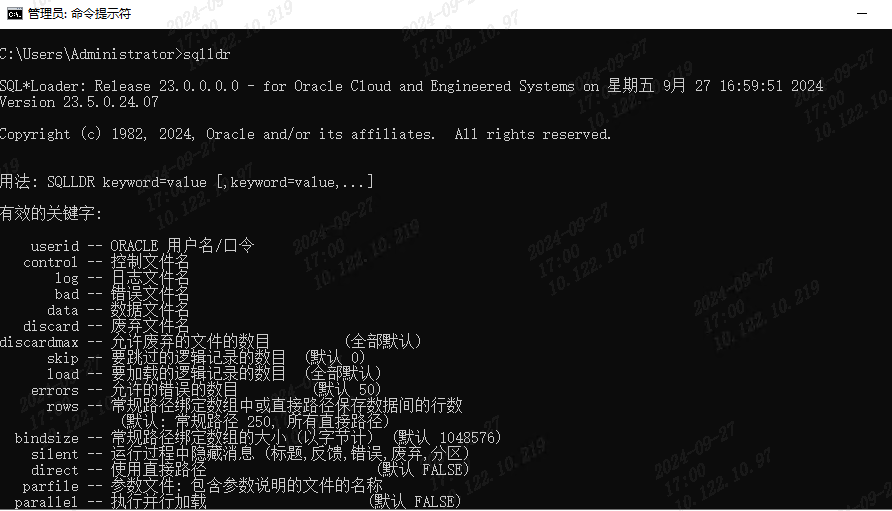 管理员: 命令提示符
C:\Users\Administrator>sqlldr
SQL*Loader: Release 23.0.0.0.0 - for Oracle Cloud and Engineered Systems on 星期五 9月 27 16:59:51 2024
Version 23.5.0.24.07
Copyright (c) 1982, 2024, Oracle and/or its affiliates.  All rights reserved.
用法: SQLLDR keyword=value [,keyword=value,...]
有效的关键字:
userid -- ORACLE 用户名/口令
control -- 控制文件名
log -- 日志文件名
bad -- 错误文件名
data -- 数据文件名
discard -- 废弃文件名
discardmax -- 允许废弃的文件的数目         (全部默认)
skip -- 要跳过的逻辑记录的数目  (默认 0)
load -- 要加载的逻辑记录的数目  (全部默认)
errors -- 允许的错误的数目         (默认 50)
rows -- 常规路径绑定数组中或直接路径保存数据间的行数
(默认: 常规路径 250, 所有直接路径)
bindsize -- 常规路径绑定数组的大小 (以字节计)  (默认 1048576)
silent -- 运行过程中隐藏消息 (标题,反馈,错误,废弃,分区)
direct -- 使用直接路径                     (默认 FALSE)
parfile -- 参数文件: 包含参数说明的文件的名称
parallel -- 执行并行加载                    (默认 FALSE)
2024-09-27
17:00
10.122.10.219
2024-09-27
17:00
10.122.10.97